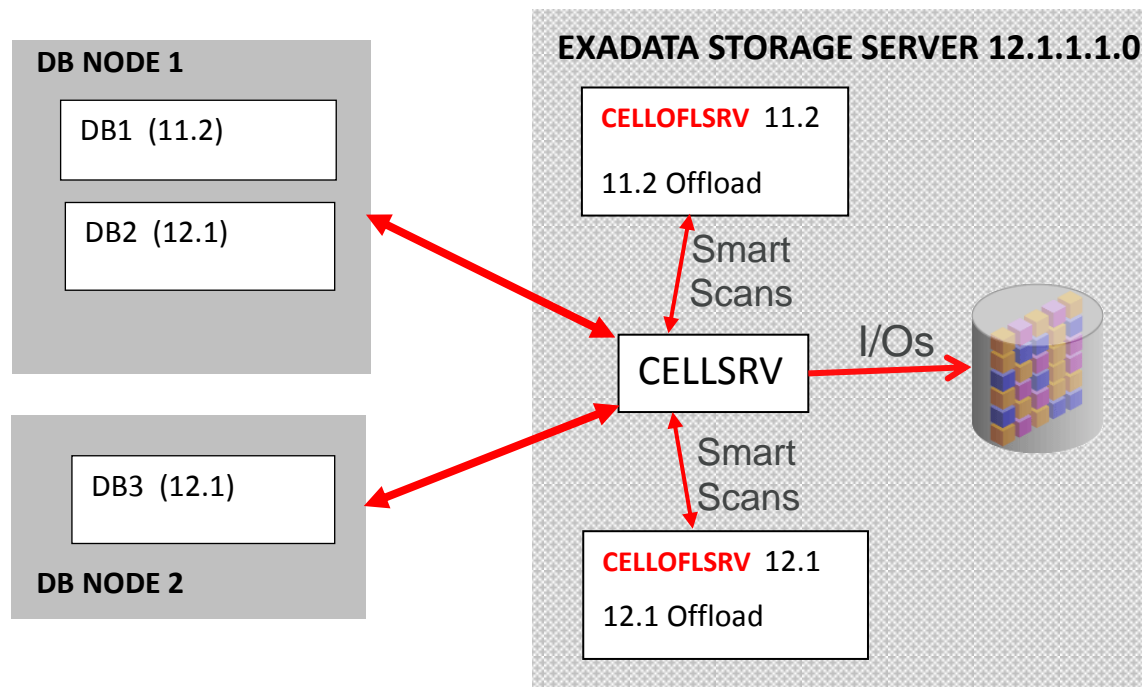 DB NODE 1
DB1 (11.2)
DB2 (12.1)
DB3 (12.1)
DB NODE 2
EXADATA STORAGE SERVER 12.1.1.1.0
CELLOFLSRV 11.2
11.2 Offload
Smart
Scans
CELLSRV
I/Os
Smart
Scans
CELLOFLSRV 12.1
12.1 Offload